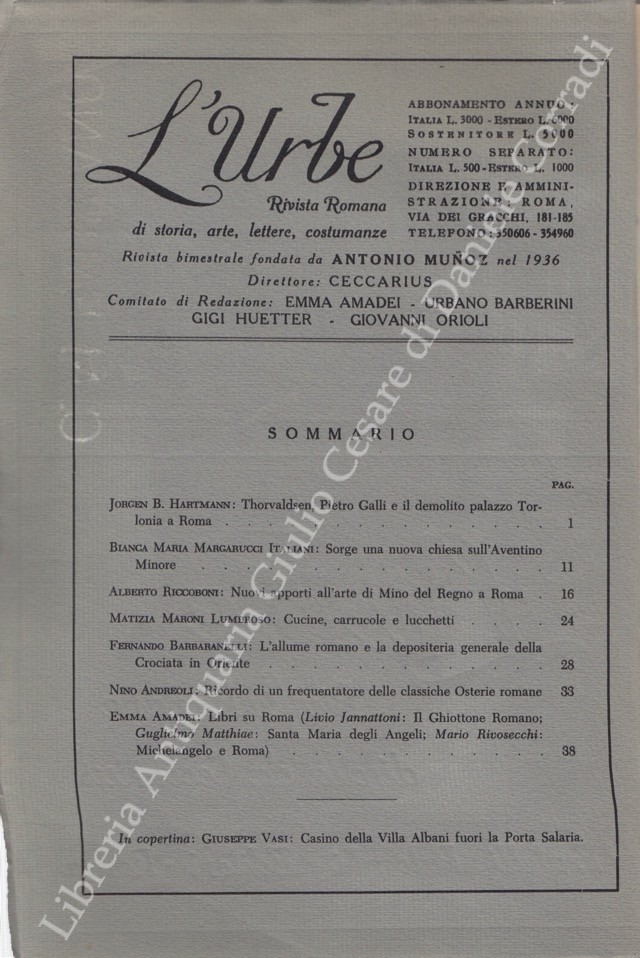 L'Urbe
Rivista Romana
di storia, arte, lettere, costumanze
ABBONAMENTO ANNUO:
ITALIA L. 3000 - ESTERO L. 6000
SOSTENITORE L. 5000
NUMERO SEPARATO:
ITALIA L. 500 - ESTERO L. 1000
DIREZIONE E AMMINI-
STRAZIONE: ROMA,
VIA DEI GRACCHI, 181-185
TELEFONO: 350606 - 354960
Rivista bimestrale fondata da ANTONIO MUÑOZ nel 1936
Direttore: CECCARIUS
Comitato di Redazione: EMMA AMADEI - URBANO BARBERINI
GIGI HUETTER - GIOVANNI ORIOLI
SOMMARIO
PAG.
JORGEN B. HARTMANN: Thorvaldsen, Pietro Galli e il demolito palazzo Tor-
lonia a Roma . . . . . . . . . . . . . . . 1
BIANCA MARIA MARGARUCCI ITALIANI: Sorge una nuova chiesa sull'Aventino
Minore . . . . . . . . . . . . . . . . 11
ALBERTO RICCOBONI: Nuovi apporti all'arte di Mino del Regno a Roma . 16
MATIZIA MARONI LUMBROSO: Cucine, carrucole e lucchetti . . . . 24
FERNANDO BARBARANELLI: L'allume romano e la depositeria generale della
Crociata in Oriente . . . . . . . . . . . . . 28
NINO ANDREOLI: Ricordo di un frequentatore delle classiche Osterie romane 33
EMMA AMADEI: Libri su Roma (Livio Jannattoni: Il Ghiottone Romano;
Guglielmo Matthiae: Santa Maria degli Angeli; Mario Rivosecchi:
Michelangelo e Roma) . . . . . . . . . . . . 38
In copertina: GIUSEPPE VASI: Casino della Villa Albani fuori la Porta Salaria.
Libreria Antiquaria Giulio Cesare di Daniele Corradi